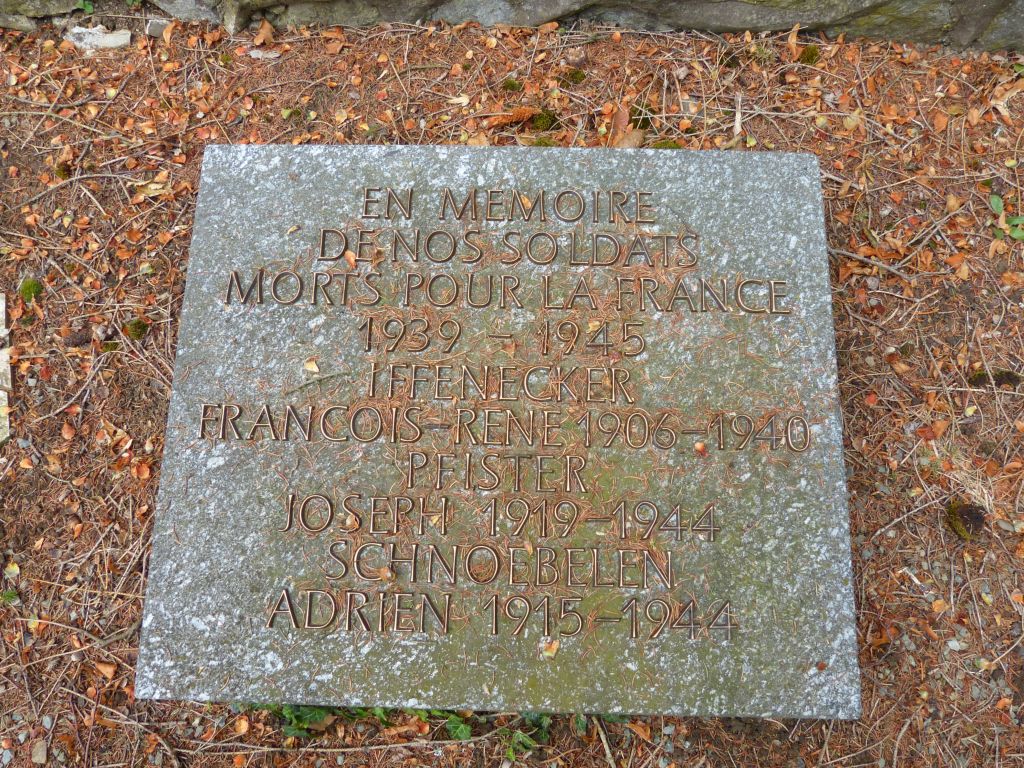 EN MEMOIRE
DE NOS SOLDATS
MORTS POUR LA FRANCE
1939 - 1945
IFFENECKER
FRANCOIS-RENE 1906-1940
PFISTER
JOSEPH 1919-1944
SCHNOEBELEN
ADRIEN 1915-1944